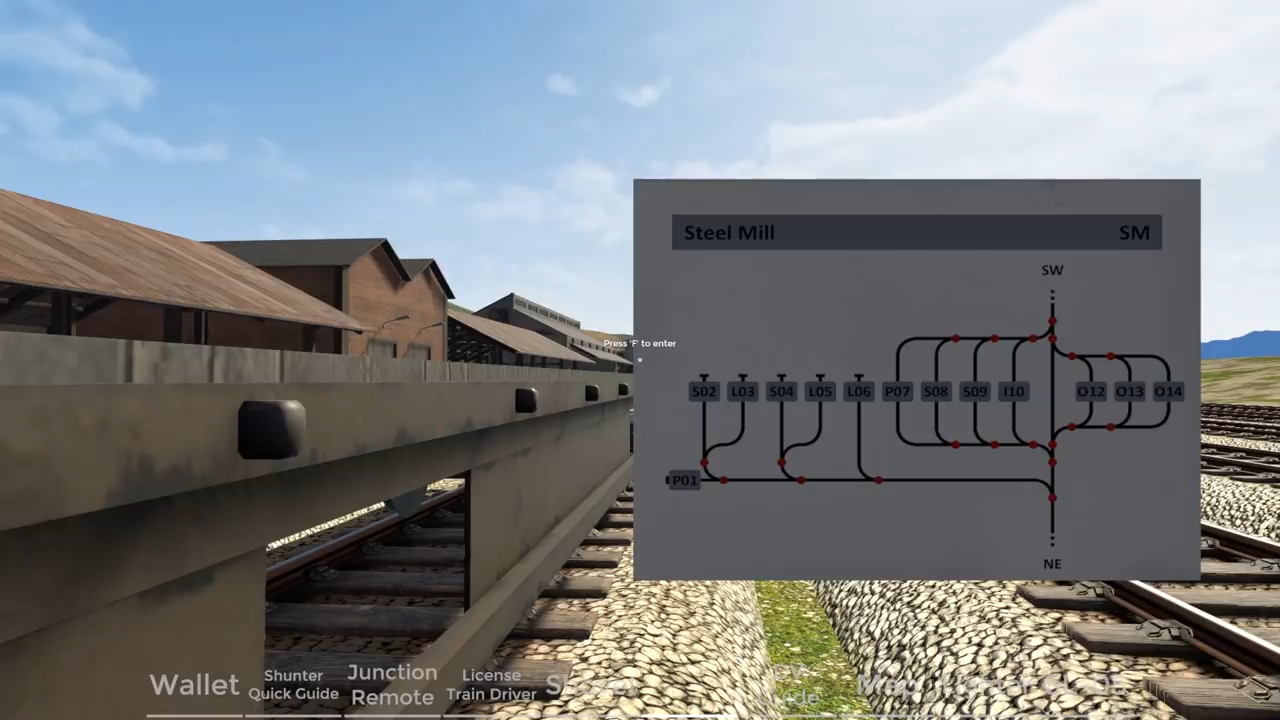 Steel Mill SM
SW
Press 'F' to enter
S02 L03 S04 L05 L06 P07 S08 S09 I10 O12 O13 O14
P01
NE
Wallet
Shunter
Quick Guide
Junction
Remote
License
Train Driver